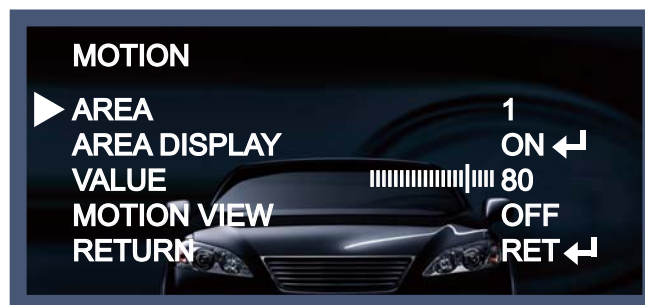 MOTION
AREA 1
AREA DISPLAY ON
VALUE 80
MOTION VIEW OFF
RETURN RET